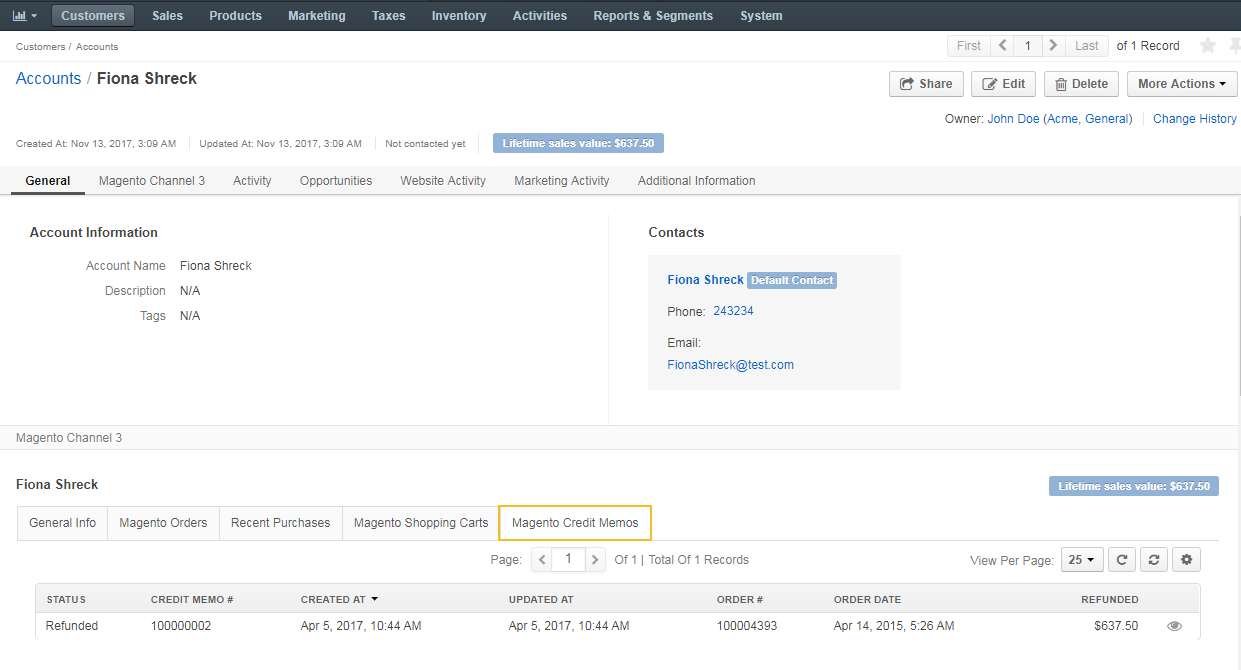 Customers Sales Products Marketing Taxes Inventory Activities Reports & Segments System
Customers / Accounts First 1 Last of 1 Record
Accounts / Fiona Shreck Share Edit Delete More Actions
Owner: John Doe (Acme, General) Change History
Created At: Nov 13, 2017, 3:09 AM Updated At: Nov 13, 2017, 3:09 AM Not contacted yet Lifetime sales value: $637.50
General Magento Channel 3 Activity Opportunities Website Activity Marketing Activity Additional Information
Account Information
Account Name Fiona Shreck
Description N/A
Tags N/A
Contacts
Fiona Shreck Default Contact
Phone: 243234
Email:
FionaShreck@test.com
Magento Channel 3
Fiona Shreck Lifetime sales value: $637.50
General Info Magento Orders Recent Purchases Magento Shopping Carts Magento Credit Memos
Page: 1 Of 1 | Total Of 1 Records View Per Page: 25
STATUS CREDIT MEMO # CREATED AT UPDATED AT ORDER # ORDER DATE REFUNDED
Refunded 100000002 Apr 5, 2017, 10:44 AM Apr 5, 2017, 10:44 AM 100004393 Apr 14, 2015, 5:26 AM $637.50